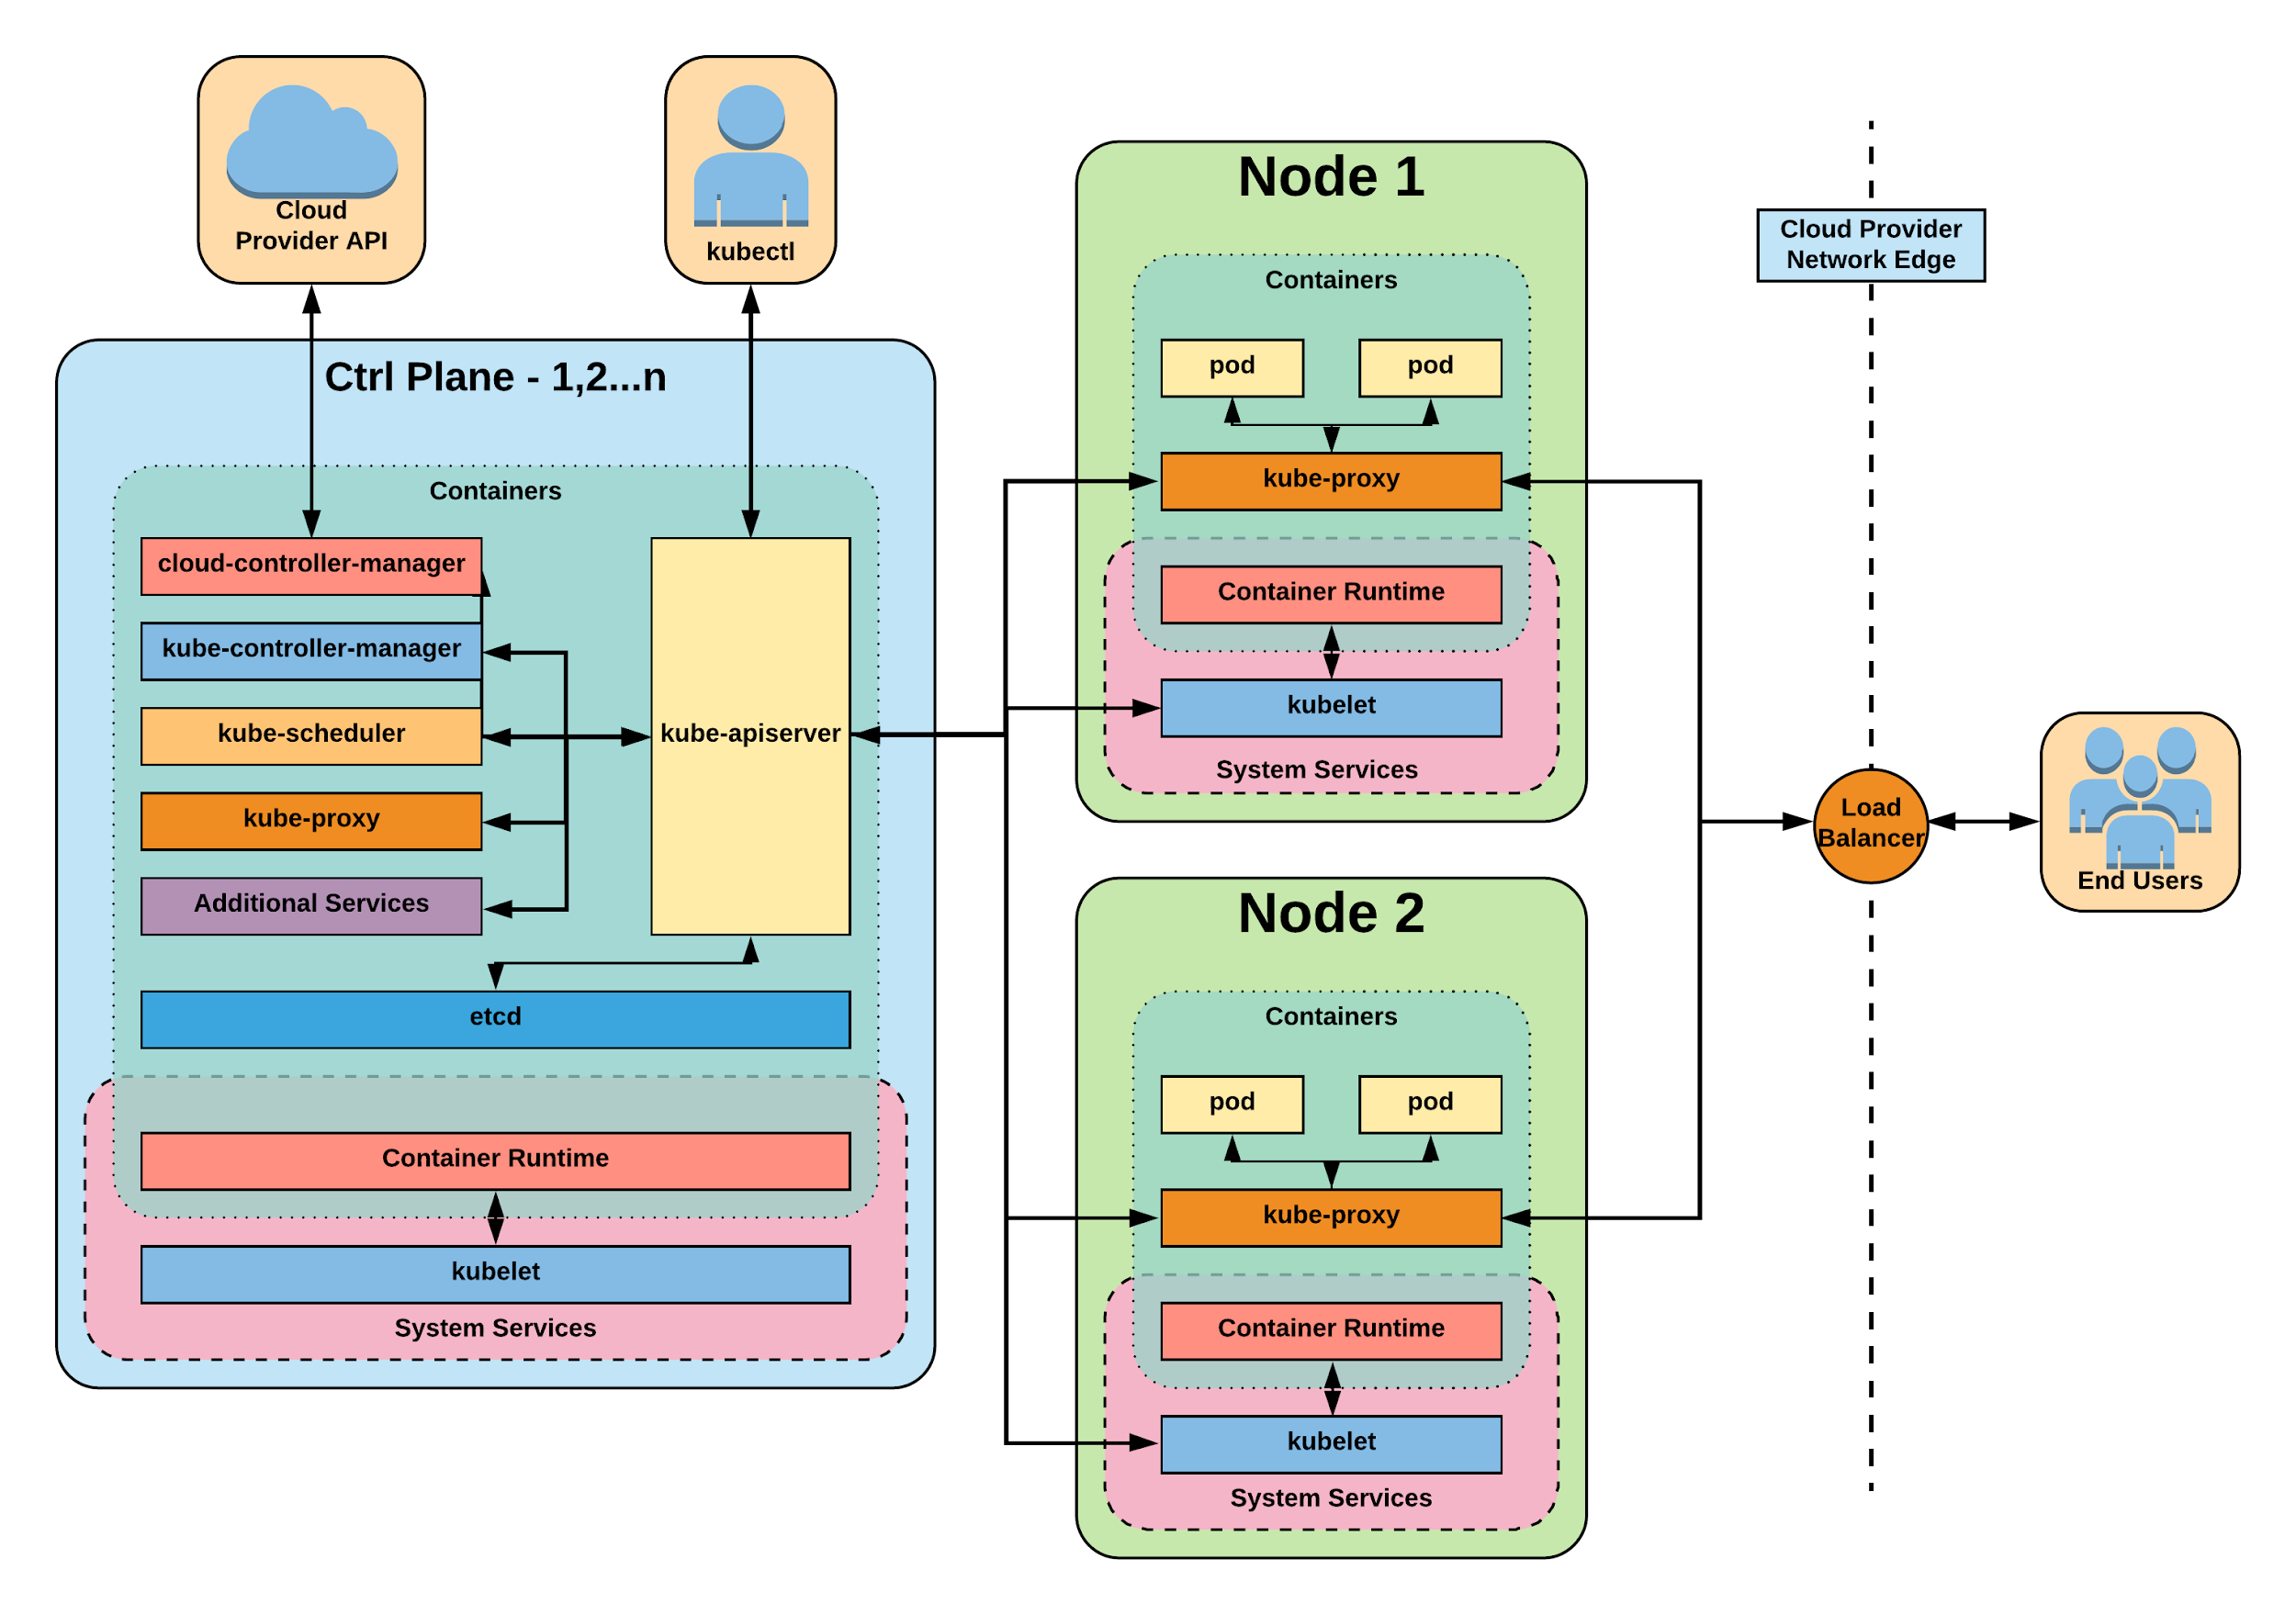 Cloud
Provider API
kubectl
Ctrl Plane - 1,2...n
Containers
cloud-controller-manager
kube-controller-manager
kube-scheduler
kube-proxy
Additional Services
kube-apiserver
etcd
Container Runtime
kubelet
System Services
Node 1
Containers
pod
pod
kube-proxy
Container Runtime
kubelet
System Services
Node 2
Containers
pod
pod
kube-proxy
Container Runtime
kubelet
System Services
Cloud Provider
Network Edge
Load
Balancer
End Users